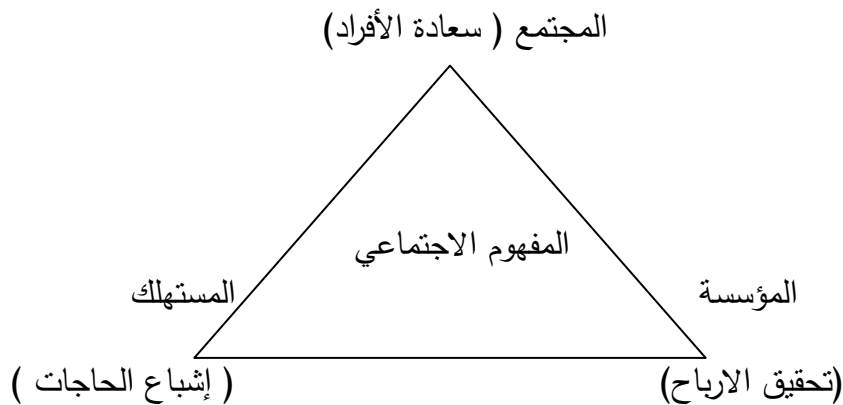 المجتمع ( سعادة الأفراد)
المفهوم الاجتماعي
المؤسسة
(تحقيق الارباح)
المستهلك
( إشباع الحاجات )